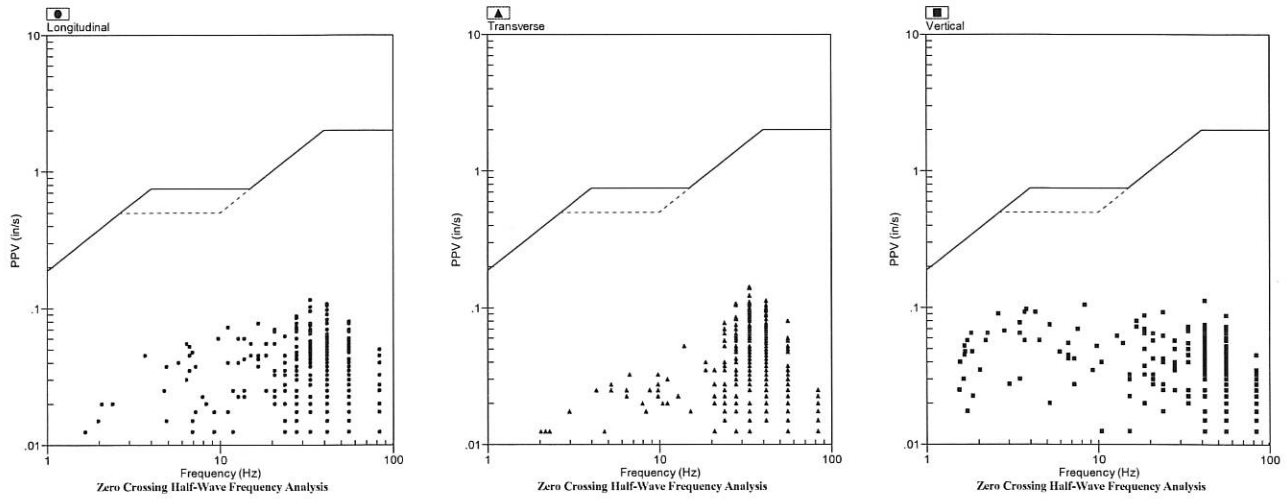 Longitudinal
10
1
.1
.01
PPV (in/s)
1
10
100
Frequency (Hz)
Zero Crossing Half-Wave Frequency Analysis
Transverse
10
1
.1
.01
PPV (in/s)
1
10
100
Frequency (Hz)
Zero Crossing Half-Wave Frequency Analysis
Vertical
10
1
.1
.01
PPV (in/s)
1
10
100
Frequency (Hz)
Zero Crossing Half-Wave Frequency Analysis